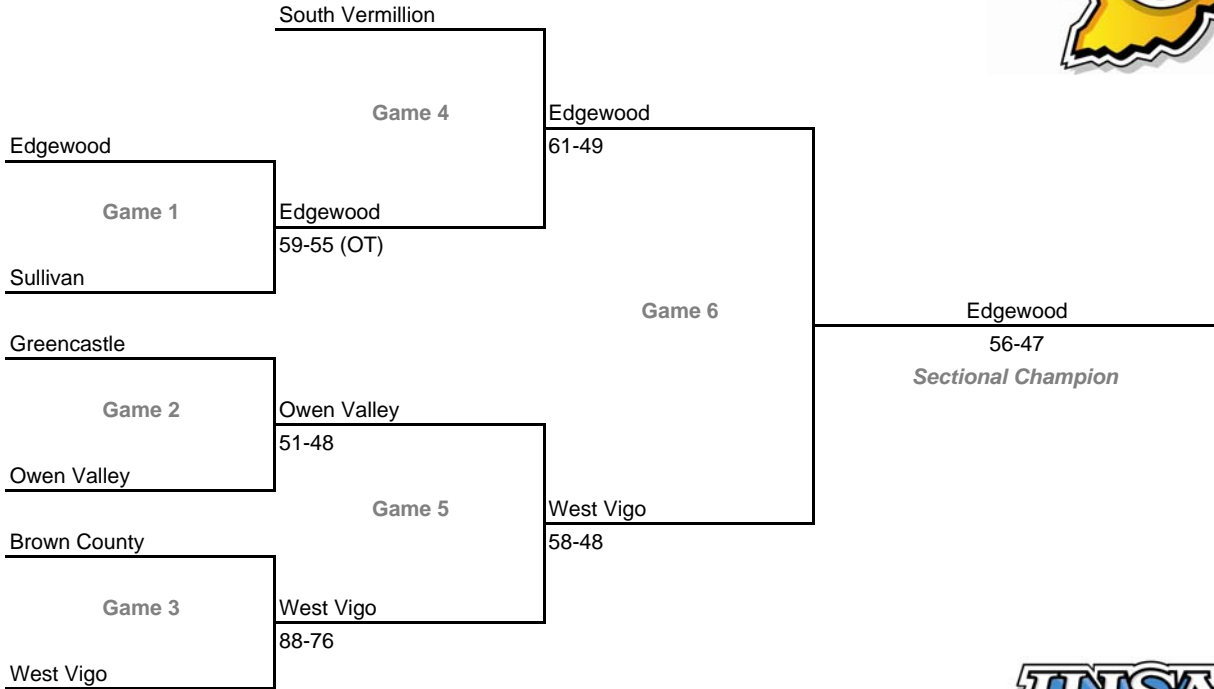 South Vermillion
Game 4
Edgewood
Edgewood
61-49
Game 1
Edgewood
59-55 (OT)
Sullivan
Game 6
Edgewood
Greencastle
56-47
Sectional Champion
Game 2
Owen Valley
51-48
Owen Valley
Game 5
West Vigo
Brown County
58-48
Game 3
West Vigo
88-76
West Vigo